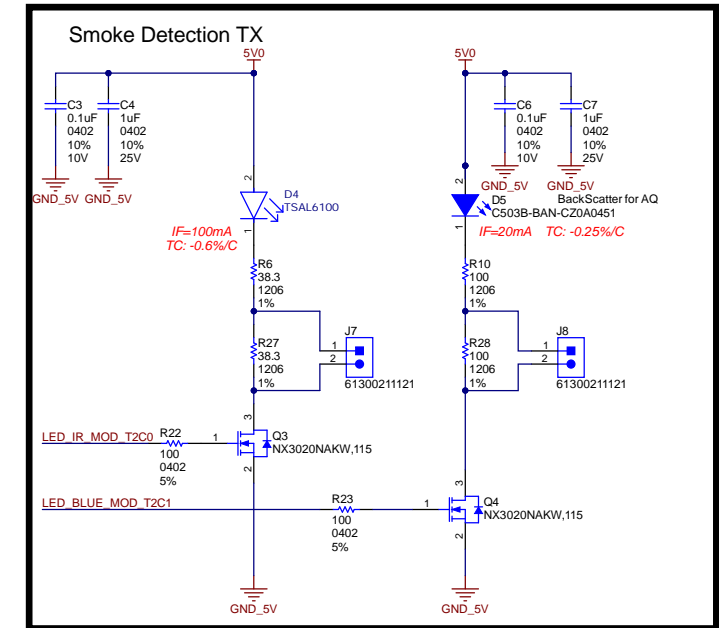 Smoke Detection TX
5V0
C3
0.1uF
0402
10%
10V
C4
1uF
0402
10%
25V
GND_5V
GND_5V
2
D4
TSAL6100
1
IF=100mA
TC: -0.6%/C
R6
38.3
1206
1%
R27
38.3
1206
1%
J7
1
2
61300211121
LED_IR_MOD_T2C0
R22
100
0402
5%
1
3
Q3
NX3020NAKW,115
2
GND_5V
5V0
C6
0.1uF
0402
10%
10V
C7
1uF
0402
10%
25V
GND_5V
GND_5V
2
D5
BackScatter for AQ
C503B-BAN-CZ0A0451
1
IF=20mA
TC: -0.25%/C
R10
100
1206
1%
R28
100
1206
1%
J8
1
2
61300211121
LED_BLUE_MOD_T2C1
R23
100
0402
5%
1
3
Q4
NX3020NAKW,115
2
GND_5V